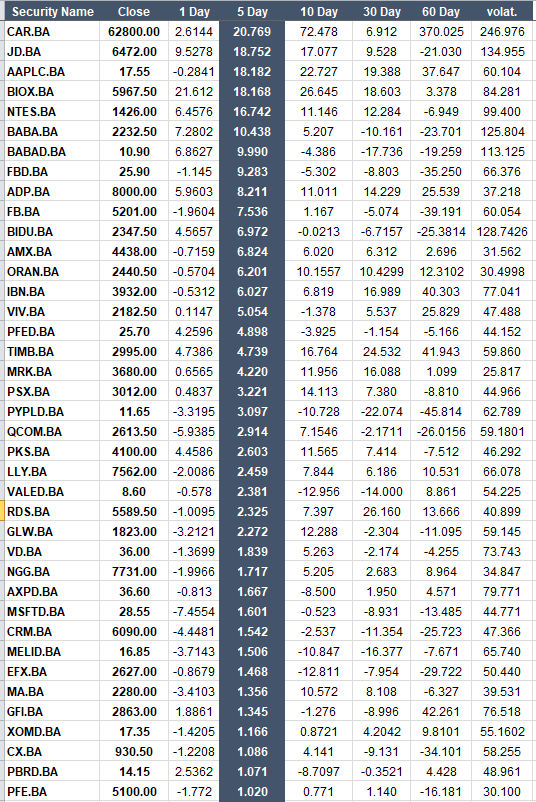 Security Name Close 1 Day 5 Day 10 Day 30 Day 60 Day volat.
CAR.BA 62800.00 2.6144 20.769 72.478 6.912 370.025 246.976
JD.BA 6472.00 9.5278 18.752 17.077 9.528 -21.030 134.955
AAPLC.BA 17.55 -0.2841 18.182 22.727 19.388 37.647 60.104
BIOX.BA 5967.50 21.612 18.168 26.645 18.603 3.378 84.281
NTES.BA 1426.00 6.4576 16.742 11.146 12.284 -6.949 99.400
BABA.BA 2232.50 7.2802 10.438 5.207 -10.161 -23.701 125.804
BABAD.BA 10.90 6.8627 9.990 -4.386 -17.736 -19.259 113.125
FBD.BA 25.90 -1.145 9.283 -5.302 -8.803 -35.250 66.376
ADP.BA 8000.00 5.9603 8.211 11.011 14.229 25.539 37.218
FB.BA 5201.00 -1.9604 7.536 1.167 -5.074 -39.191 60.054
BIDU.BA 2347.50 4.5657 6.972 -0.0213 -6.7157 -25.3814 128.7426
AMX.BA 4438.00 -0.7159 6.824 6.020 6.312 2.696 31.562
ORAN.BA 2440.50 -0.5704 6.201 10.1557 10.4299 12.3102 30.4998
IBN.BA 3932.00 -0.5312 6.027 6.819 16.989 40.303 77.041
VIV.BA 2182.50 0.1147 5.054 -1.378 5.537 25.829 47.488
PFED.BA 25.70 4.2596 4.898 -3.925 -1.154 -5.166 44.152
TIMB.BA 2995.00 4.7386 4.739 16.764 24.532 41.943 59.860
MRK.BA 3680.00 0.6565 4.220 11.956 16.088 1.099 25.817
PSX.BA 3012.00 0.4837 3.221 14.113 7.380 -8.810 44.966
PYPLD.BA 11.65 -3.3195 3.097 -10.728 -22.074 -45.814 62.789
QCOM.BA 2613.50 -5.9385 2.914 7.1546 -2.1711 -26.0156 59.1801
PKS.BA 4100.00 4.4586 2.603 11.565 7.414 -7.512 46.292
LLY.BA 7562.00 -2.0086 2.459 7.844 6.186 10.531 66.078
VALED.BA 8.60 -0.578 2.381 -12.956 -14.000 8.861 54.225
RDS.BA 5589.50 -1.0095 2.325 7.397 26.160 13.666 40.899
GLW.BA 1823.00 -3.2121 2.272 12.288 -2.304 -11.095 59.145
VD.BA 36.00 -1.3699 1.839 5.263 -2.174 -4.255 73.743
NGG.BA 7731.00 -1.9966 1.717 5.205 2.683 8.964 34.847
AXPD.BA 36.60 -0.813 1.667 -8.500 1.950 4.571 79.771
MSFTD.BA 28.55 -7.4554 1.601 -0.523 -8.931 -13.485 44.771
CRM.BA 6090.00 -4.4481 1.542 -2.537 -11.354 -25.723 47.366
MELID.BA 16.85 -3.7143 1.506 -10.847 -16.377 -7.671 65.740
EFX.BA 2627.00 -0.8679 1.468 -12.811 -7.954 -29.722 50.440
MA.BA 2280.00 -3.4103 1.356 10.572 8.108 -6.327 39.531
GFI.BA 2863.00 1.8861 1.345 -1.276 -8.996 42.261 76.518
XOMD.BA 17.35 -1.4205 1.166 0.8721 4.2042 9.8101 55.1602
CX.BA 930.50 -1.2208 1.086 4.141 -9.131 -34.101 58.255
PBRD.BA 14.15 2.5362 1.071 -8.7097 -0.3521 4.428 48.961
PFE.BA 5100.00 -1.772 1.020 0.771 1.140 -16.181 30.100